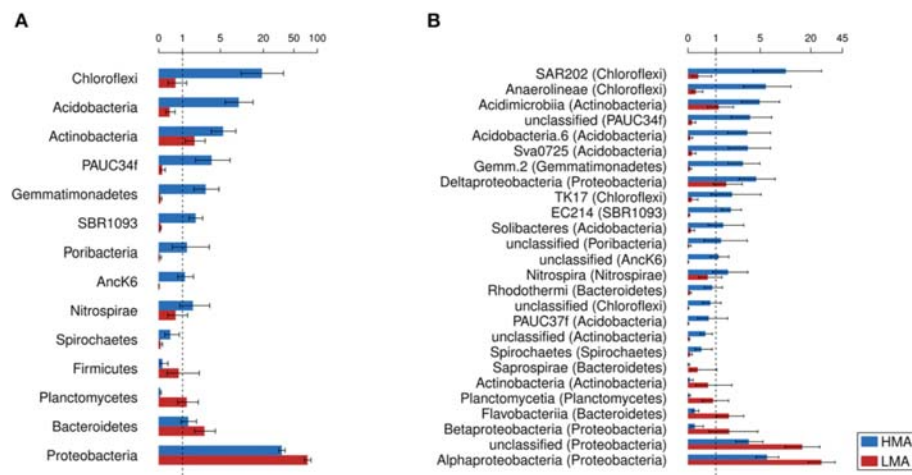 A
0 1 5 20 50 100
Chloroflexi
Acidobacteria
Actinobacteria
PAUC34f
Gemmatimonadetes
SBR1093
Poribacteria
AncK6
Nitrospirae
Spirochaetes
Firmicutes
Planctomycetes
Bacteroidetes
Proteobacteria
B
0 1 5 20 45
SAR202 (Chloroflexi)
Anaerolineae (Chloroflexi)
Acidimicrobiia (Actinobacteria)
unclassified (PAUC34f)
Acidobacteria.6 (Acidobacteria)
Sva0725 (Acidobacteria)
Gemm.2 (Gemmatimonadetes)
Deltaproteobacteria (Proteobacteria)
TK17 (Chloroflexi)
EC214 (SBR1093)
Solibacteres (Acidobacteria)
unclassified (Poribacteria)
unclassified (AncK6)
Nitrospira (Nitrospirae)
Rhodothermi (Bacteroidetes)
unclassified (Chloroflexi)
PAUC37f (Acidobacteria)
unclassified (Actinobacteria)
Spirochaetes (Spirochaetes)
Saprospirae (Bacteroidetes)
Actinobacteria (Actinobacteria)
Planctomycetia (Planctomycetes)
Flavobacteriia (Bacteroidetes)
Betaproteobacteria (Proteobacteria)
unclassified (Proteobacteria)
Alphaproteobacteria (Proteobacteria)
HMA
LMA